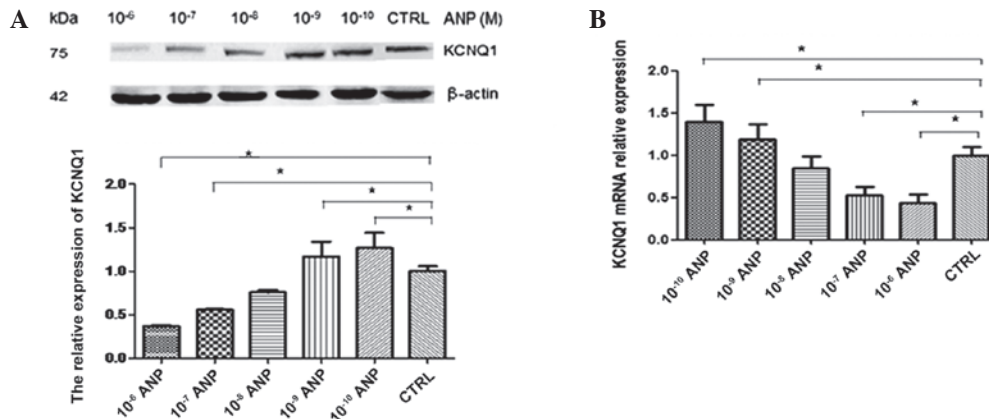 A
kDa 10⁻⁶ 10⁻⁷ 10⁻⁸ 10⁻⁹ 10⁻¹⁰ CTRL ANP (M)
75 KCNQ1
42 β-actin
The relative expression of KCNQ1
* * * *
2.0
1.5
1.0
0.5
0.0
10⁻⁶ ANP
10⁻⁷ ANP
10⁻⁸ ANP
10⁻⁹ ANP
10⁻¹⁰ ANP
CTRL
B
KCNQ1 mRNA relative expression
* * * *
2.0
1.5
1.0
0.5
0.0
10⁻¹⁰ ANP
10⁻⁹ ANP
10⁻⁸ ANP
10⁻⁷ ANP
10⁻⁶ ANP
CTRL